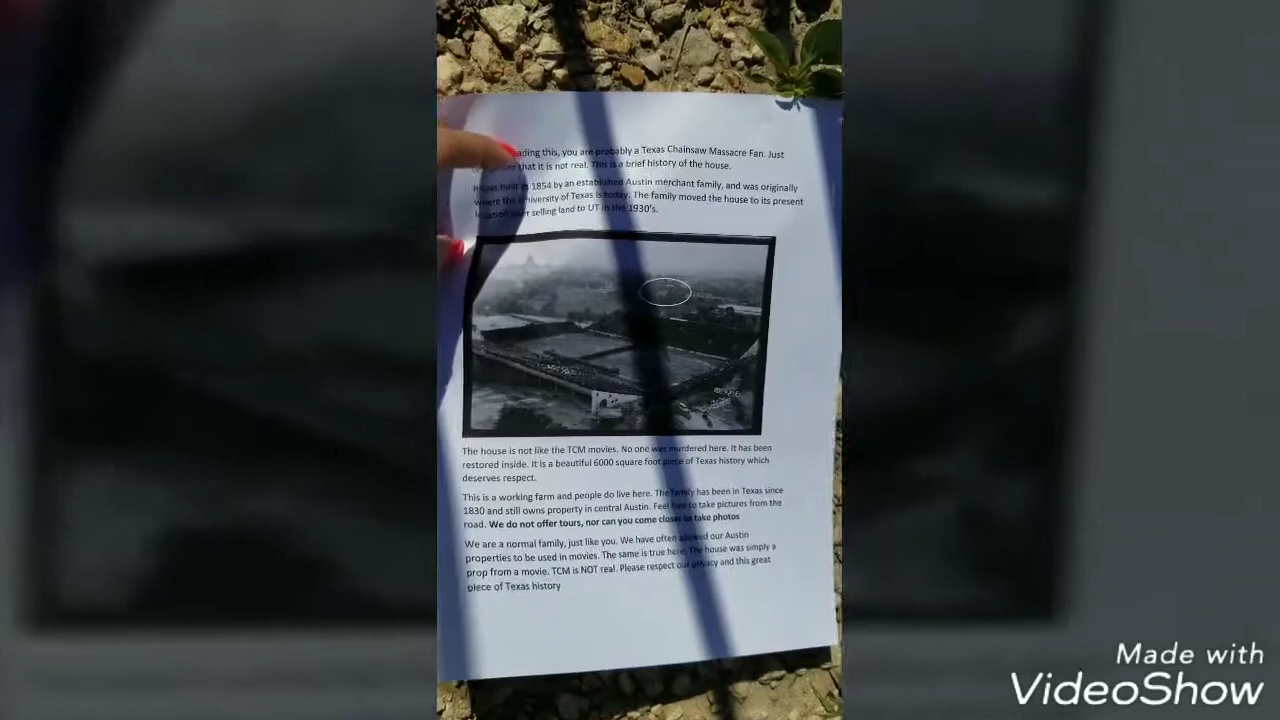 ading this, you are probably a Texas Chainsaw Massacre Fan. Just
that it is not real. This is a brief history of the house.
built in 1854 by an established Austin merchant family, and was originally
where the University of Texas is today. The family moved the house to its present
selling land to UT in the 1930's.
The house is not like the TCM movies. No one was murdered here. It has been
restored inside. It is a beautiful 6000 square foot piece of Texas history which
deserves respect.
This is a working farm and people do live here. The family has been in Texas since
1830 and still owns property in central Austin. Feel free to take pictures from the
road. We do not offer tours, nor can you come closer to take photos
We are a normal family, just like you. We have often allowed our Austin
properties to be used in movies. The same is true here. The house was simply a
prop from a movie. TCM is NOT real. Please respect our privacy and this great
piece of Texas history
Made with
VideoShow